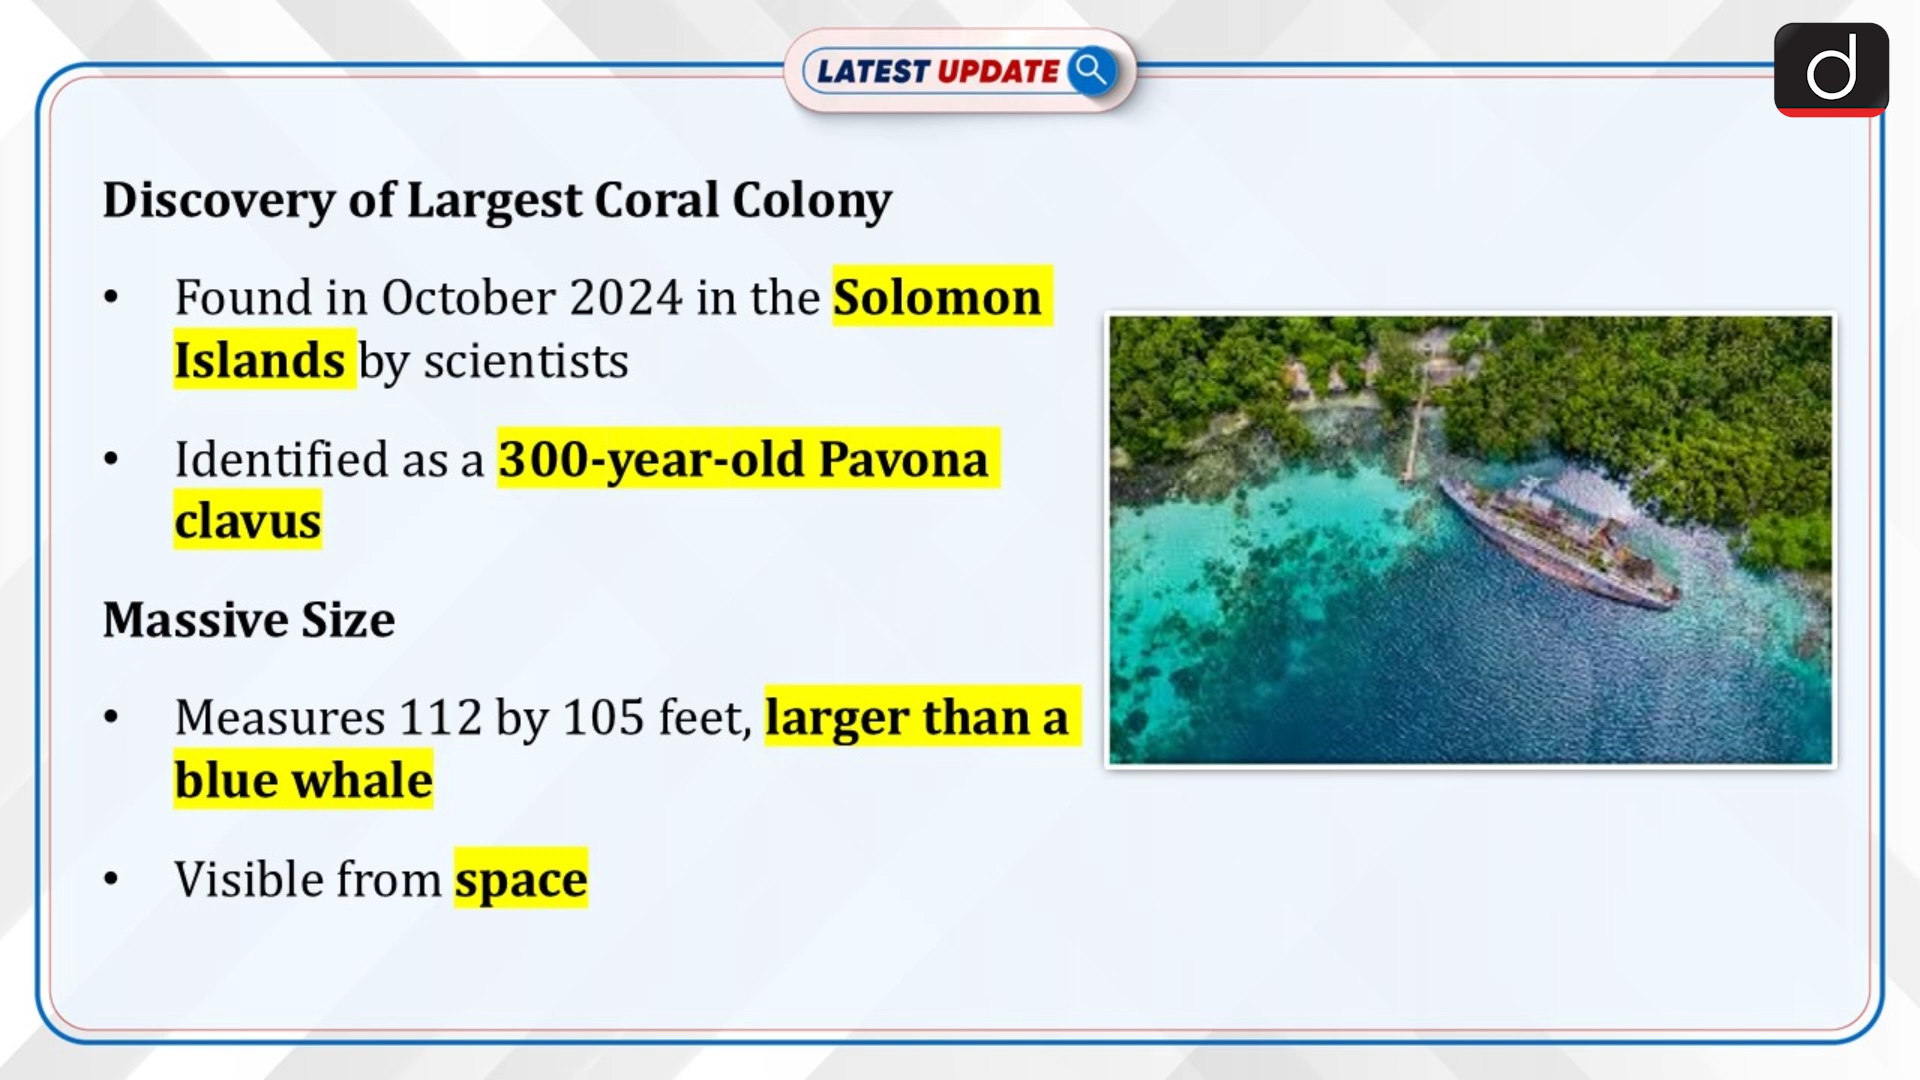 LATEST UPDATE
d
Discovery of Largest Coral Colony
• Found in October 2024 in the Solomon
Islands by scientists
• Identified as a 300-year-old Pavona
clavus
Massive Size
• Measures 112 by 105 feet, larger than a
blue whale
• Visible from space